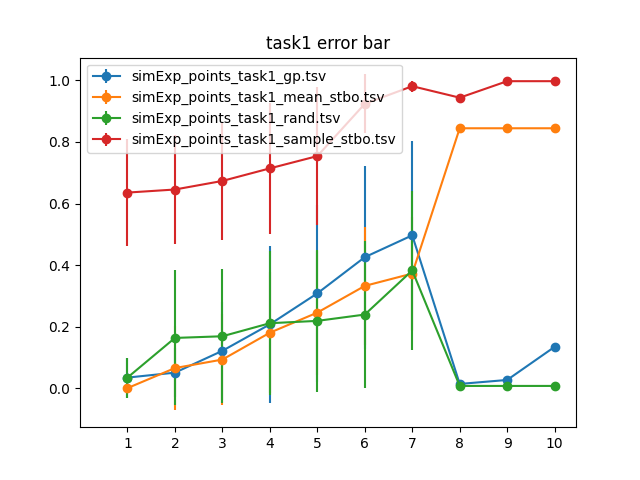 task1 error bar
simExp_points_task1_gp.tsv
simExp_points_task1_mean_stbo.tsv
simExp_points_task1_rand.tsv
simExp_points_task1_sample_stbo.tsv
1.0
0.8
0.6
0.4
0.2
0.0
1 2 3 4 5 6 7 8 9 10